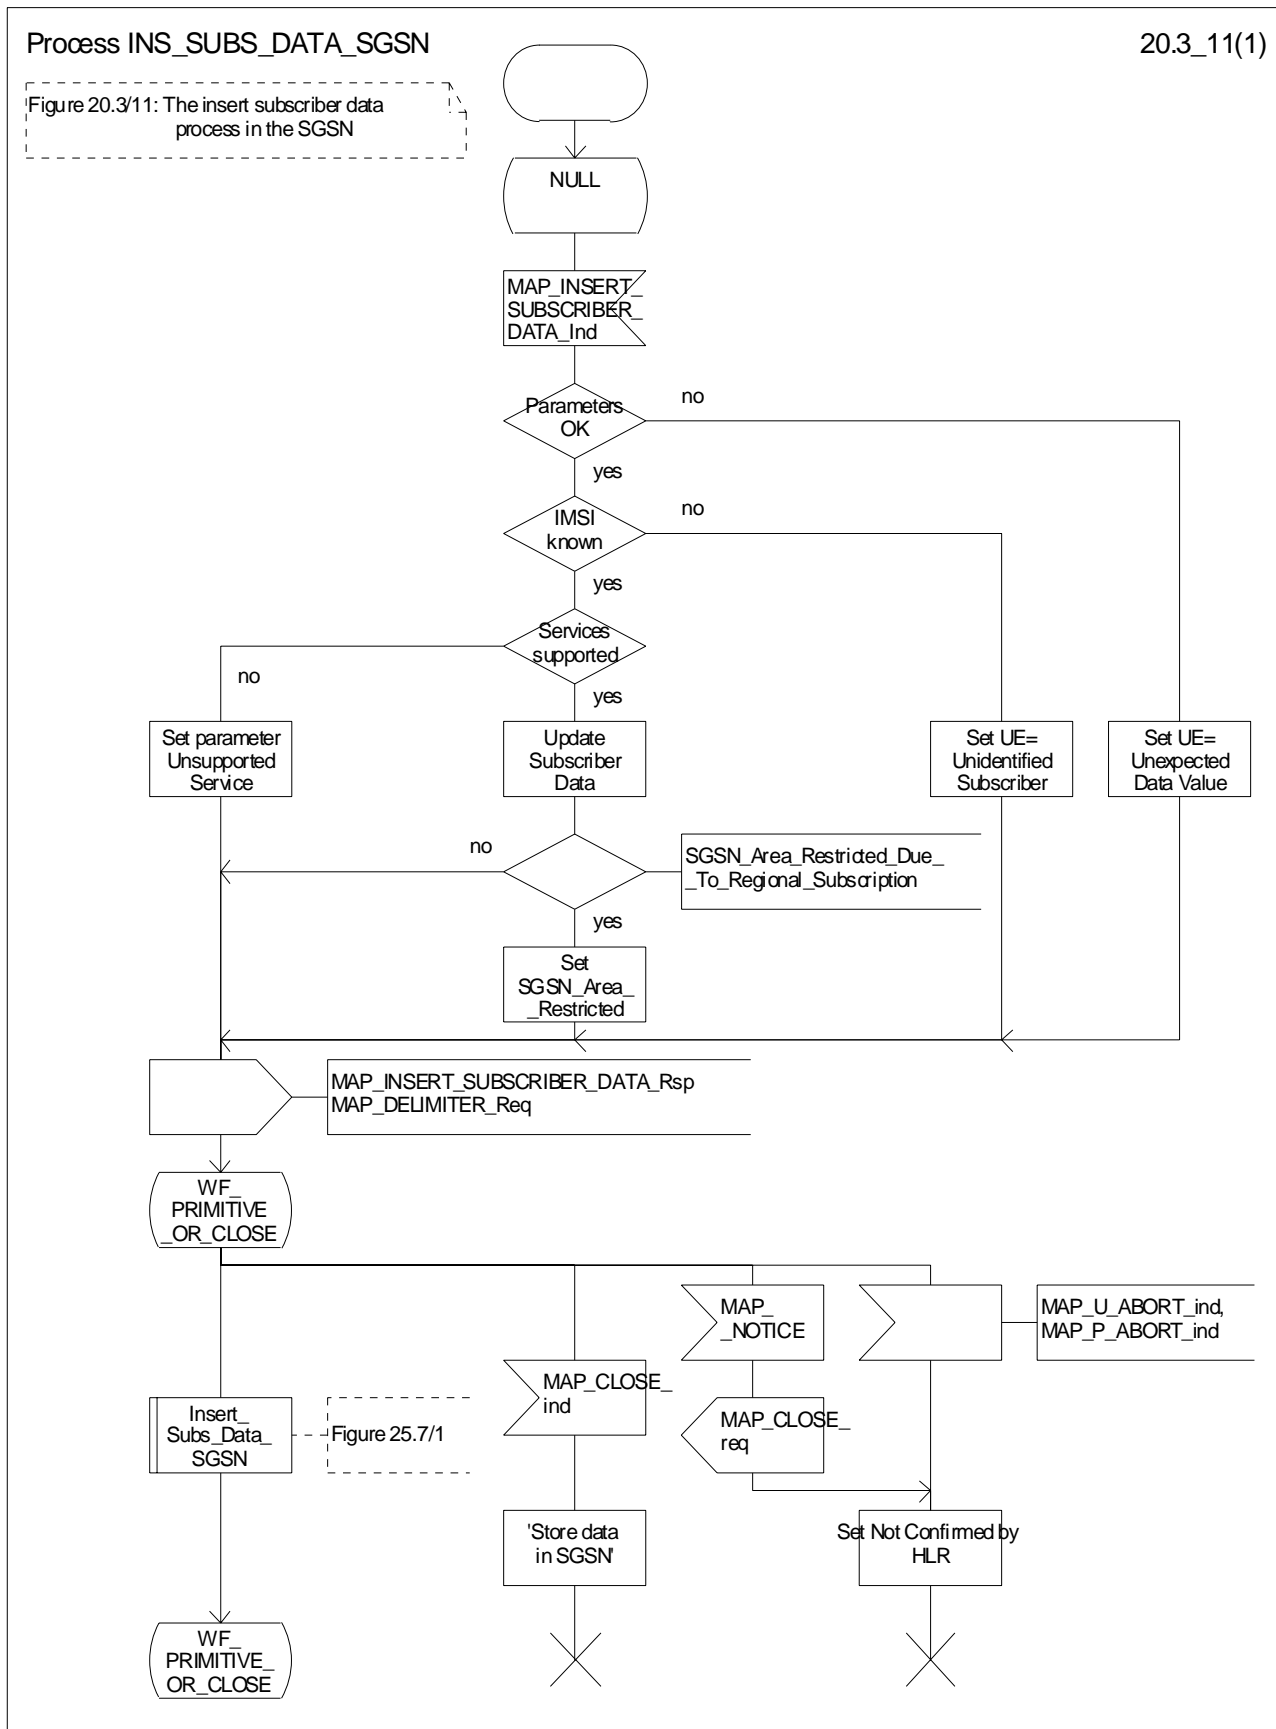 Process INS_SUBS_DATA_SGSN
20.3_11(1)
Figure 20.3/11: The insert subscriber data
process in the SGSN
NULL
MAP_INSERT_
SUBSCRIBER_
DATA_Ind
Parameters
OK
no
yes
IMSI
known
no
yes
Services
supported
no
yes
Set parameter
Unsupported
Service
Update
Subscriber
Data
Set UE=
Unidentified
Subscriber
Set UE=
Unexpected
Data Value
no
SGSN_Area_Restricted_Due_
_To_Regional_Subscription
yes
Set
SGSN_Area_
_Restricted
MAP_INSERT_SUBSCRIBER_DATA_Rsp
MAP_DELIMITER_Req
WF_
PRIMITIVE
_OR_CLOSE
MAP_
_NOTICE
MAP_U_ABORT_ind,
MAP_P_ABORT_ind
MAP_CLOSE_
ind
Insert_
Subs_Data_
SGSN
Figure 25.7/1
MAP_CLOSE_
req
'Store data
in SGSN'
Set Not Confirmed by
HLR
WF_
PRIMITIVE_
OR_CLOSE